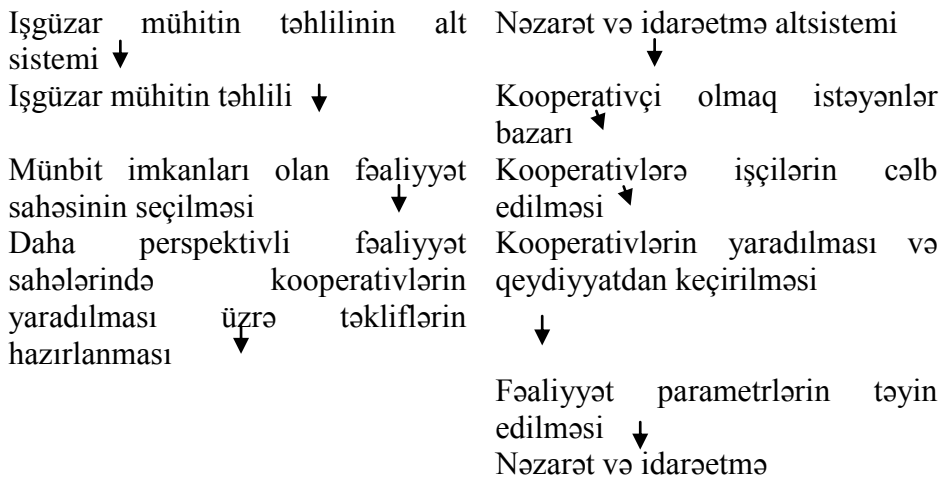 Işgüzar mühitin təhlilinin alt
sistemi
Işgüzar mühitin təhlili
Münbit imkanları olan fəaliyyət
sahəsinin seçilməsi
Daha perspektivli fəaliyyət
sahələrində kooperativlərin
yaradılması üzrə təkliflərin
hazırlanması
Nəzarət və idarəetmə altsistemi
Kooperativçi olmaq istəyənlər
bazarı
Kooperativlərə işçilərin cəlb
edilməsi
Kooperativlərin yaradılması və
qeydiyyatdan keçirilməsi
Fəaliyyət parametrlərin təyin
edilməsi
Nəzarət və idarəetmə